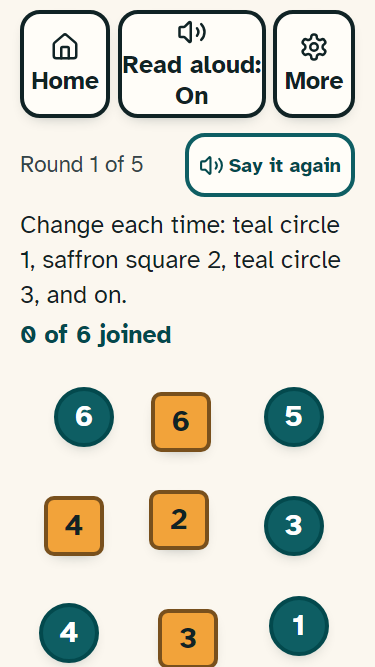 Home
Read aloud:
On
More
Round 1 of 5
Say it again
Change each time: teal circle
1, saffron square 2, teal circle
3, and on.
0 of 6 joined
6 6 5
4 2 3
4 3 1